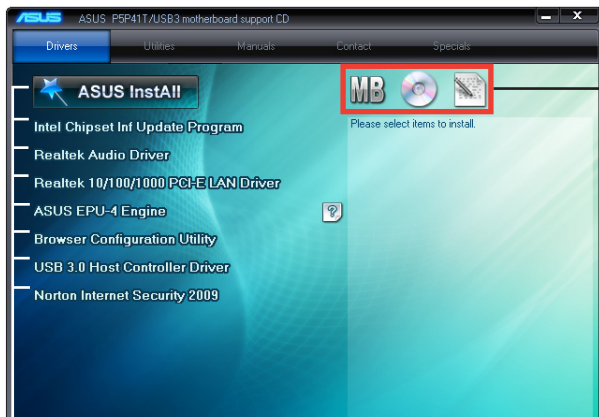 ASUS P5P41T/USB3 motherboard support CD
Drivers Utilities Manuals Contact Specials
ASUS InstAll
MB
Intel Chipset Inf Update Program
Please select items to install.
Realtek Audio Driver
Realtek 10/100/1000 PCI-E LAN Driver
ASUS EPU-4 Engine
?
Browser Configuration Utility
USB 3.0 Host Controller Driver
Norton Internet Security 2009